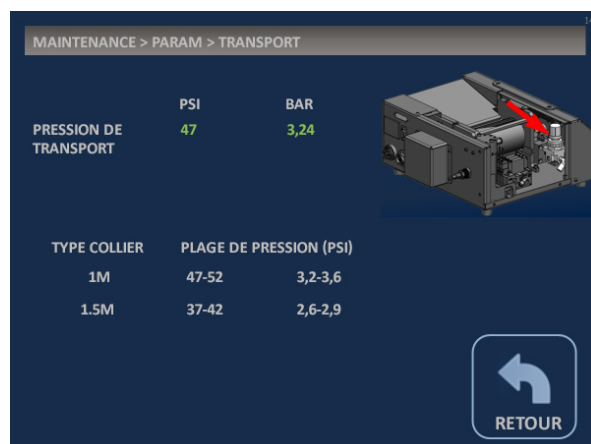 14
MAINTENANCE > PARAM > TRANSPORT
PSI BAR
PRESSION DE 47 3,24
TRANSPORT
TYPE COLLIER PLAGE DE PRESSION (PSI)
1M 47-52 3,2-3,6
1.5M 37-42 2,6-2,9
RETOUR